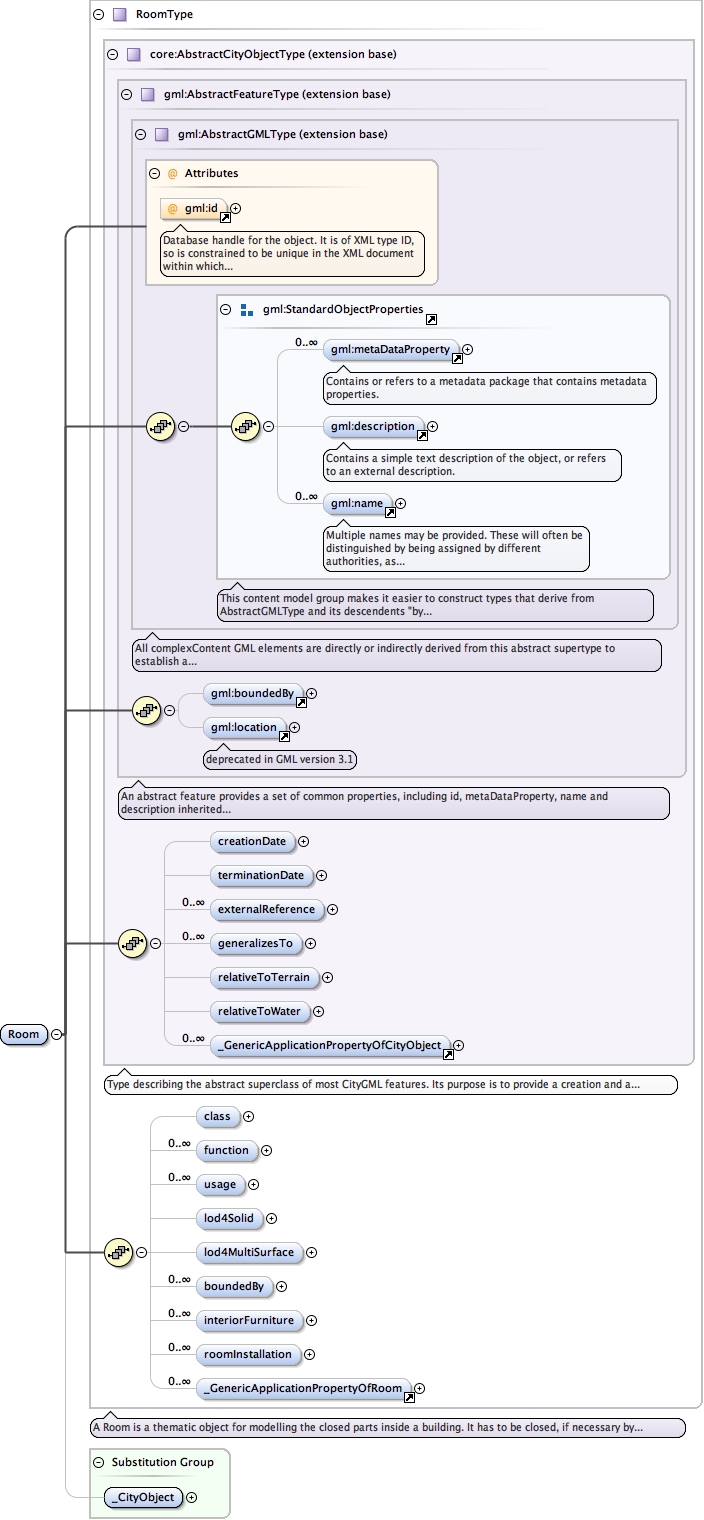 RoomType
core:AbstractCityObjectType (extension base)
gml:AbstractFeatureType (extension base)
gml:AbstractGMLType (extension base)
@ Attributes
@ gml:id
Database handle for the object. It is of XML type ID,
so is constrained to be unique in the XML document
within which...
gml:StandardObjectProperties
0..∞ gml:metaDataProperty
Contains or refers to a metadata package that contains metadata
properties.
gml:description
Contains a simple text description of the object, or refers
to an external description.
0..∞ gml:name
Multiple names may be provided. These will often be
distinguished by being assigned by different
authorities, as...
This content model group makes it easier to construct types that derive from
AbstractGMLType and its descendents "by...
All complexContent GML elements are directly or indirectly derived from this abstract supertype to
establish a...
gml:boundedBy
gml:location
deprecated in GML version 3.1
An abstract feature provides a set of common properties, including id, metaDataProperty, name and
description inherited...
creationDate
terminationDate
0..∞ externalReference
0..∞ generalizesTo
relativeToTerrain
relativeToWater
Room
0..∞ _GenericApplicationPropertyOfCityObject
Type describing the abstract superclass of most CityGML features. Its purpose is to provide a creation and a...
class
0..∞ function
0..∞ usage
lod4Solid
lod4MultiSurface
0..∞ boundedBy
0..∞ interiorFurniture
0..∞ roomInstallation
0..∞ _GenericApplicationPropertyOfRoom
A Room is a thematic object for modelling the closed parts inside a building. It has to be closed, if necessary by...
Substitution Group
_CityObject